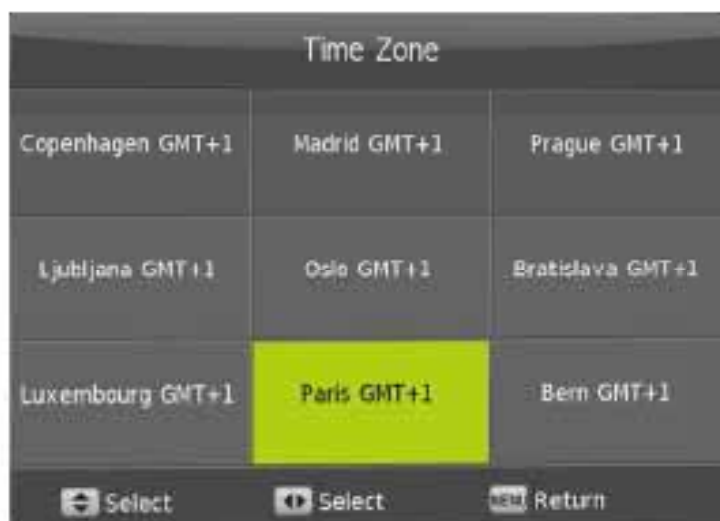 Time Zone
Copenhagen GMT+1 Madrid GMT+1 Prague GMT+1
Ljubljana GMT+1 Oslo GMT+1 Bratislava GMT+1
Luxembourg GMT+1 Paris GMT+1 Bern GMT+1
Select Select MENU Return